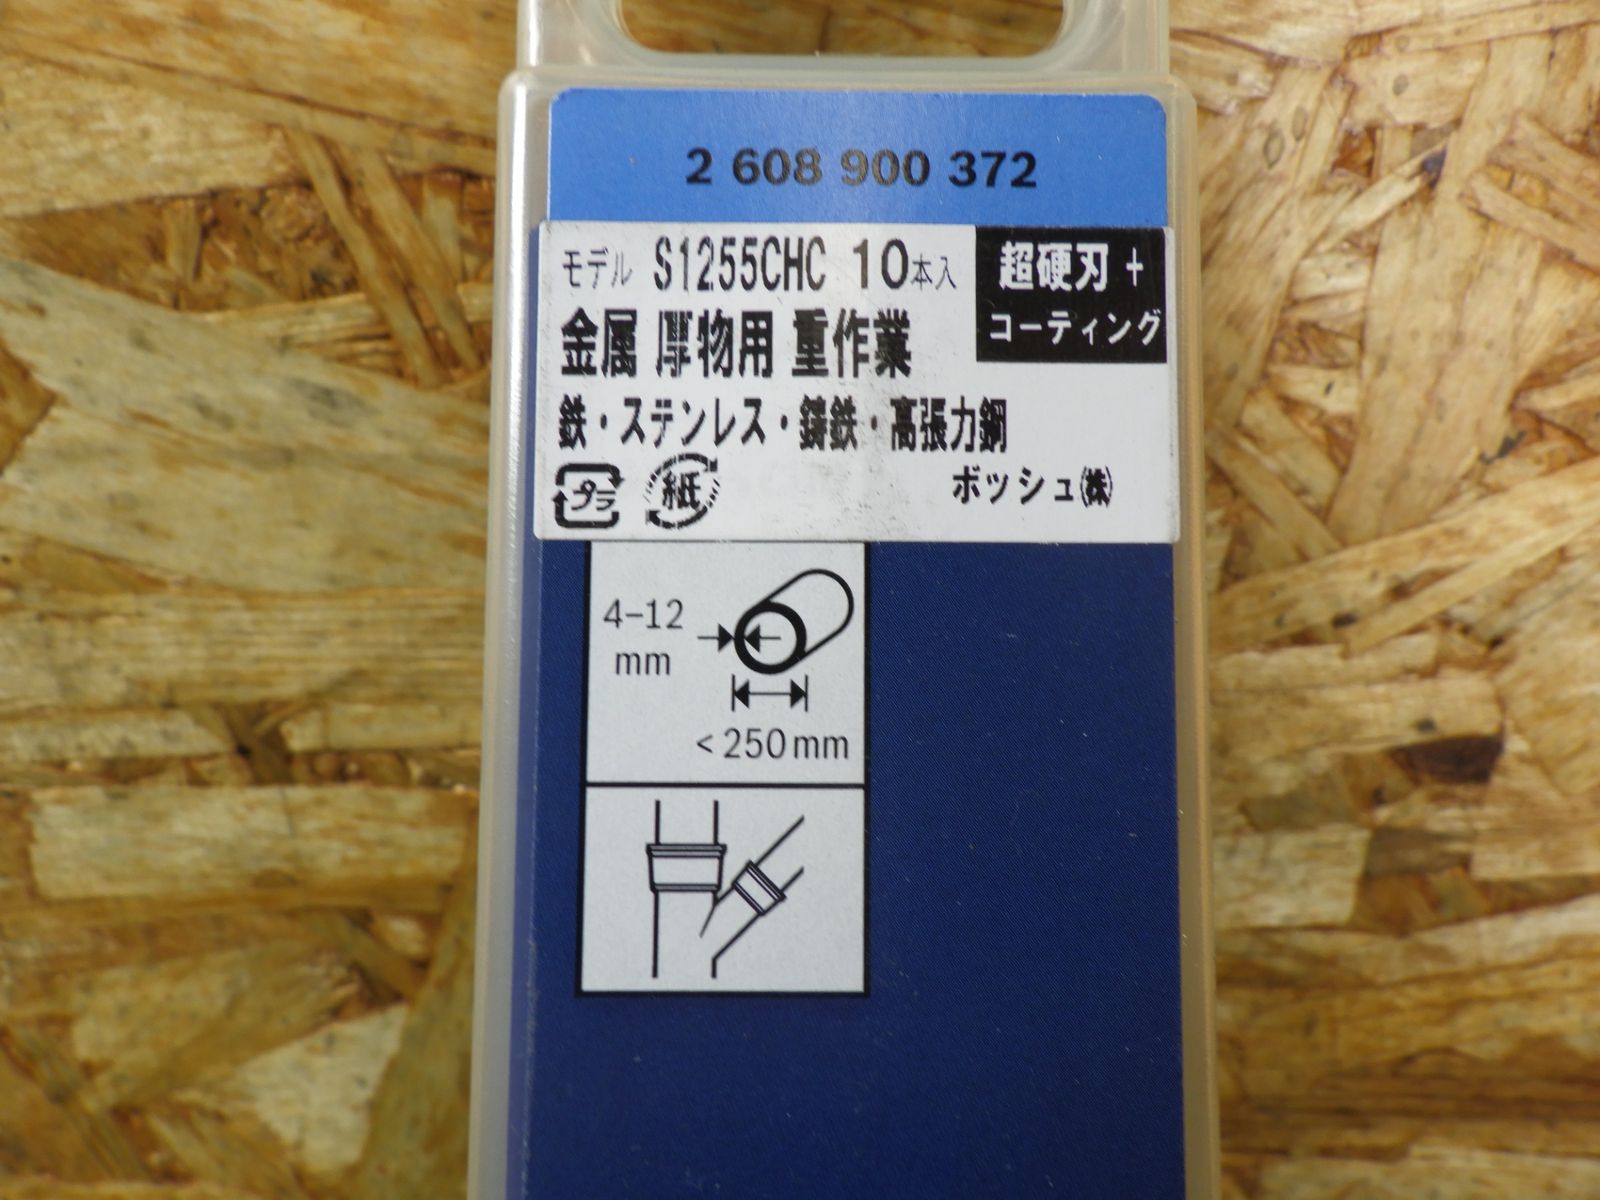 2 608 900 372
モデル S1255CHC 10本入
超硬刃 +
コーティング
金属 厚物用 重作業
鉄・ステンレス・鋳鉄・高張力鋼
プラ 紙 ボッシュ㈱
4–12
mm
< 250 mm